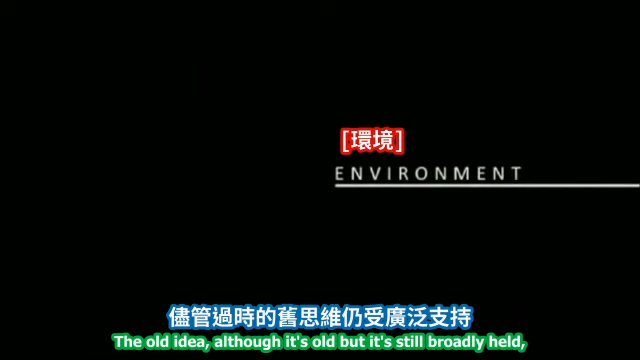 [環境]
ENVIRONMENT
儘管過時的舊思維仍受廣泛支持
The old idea, although it's old but it's still broadly held,